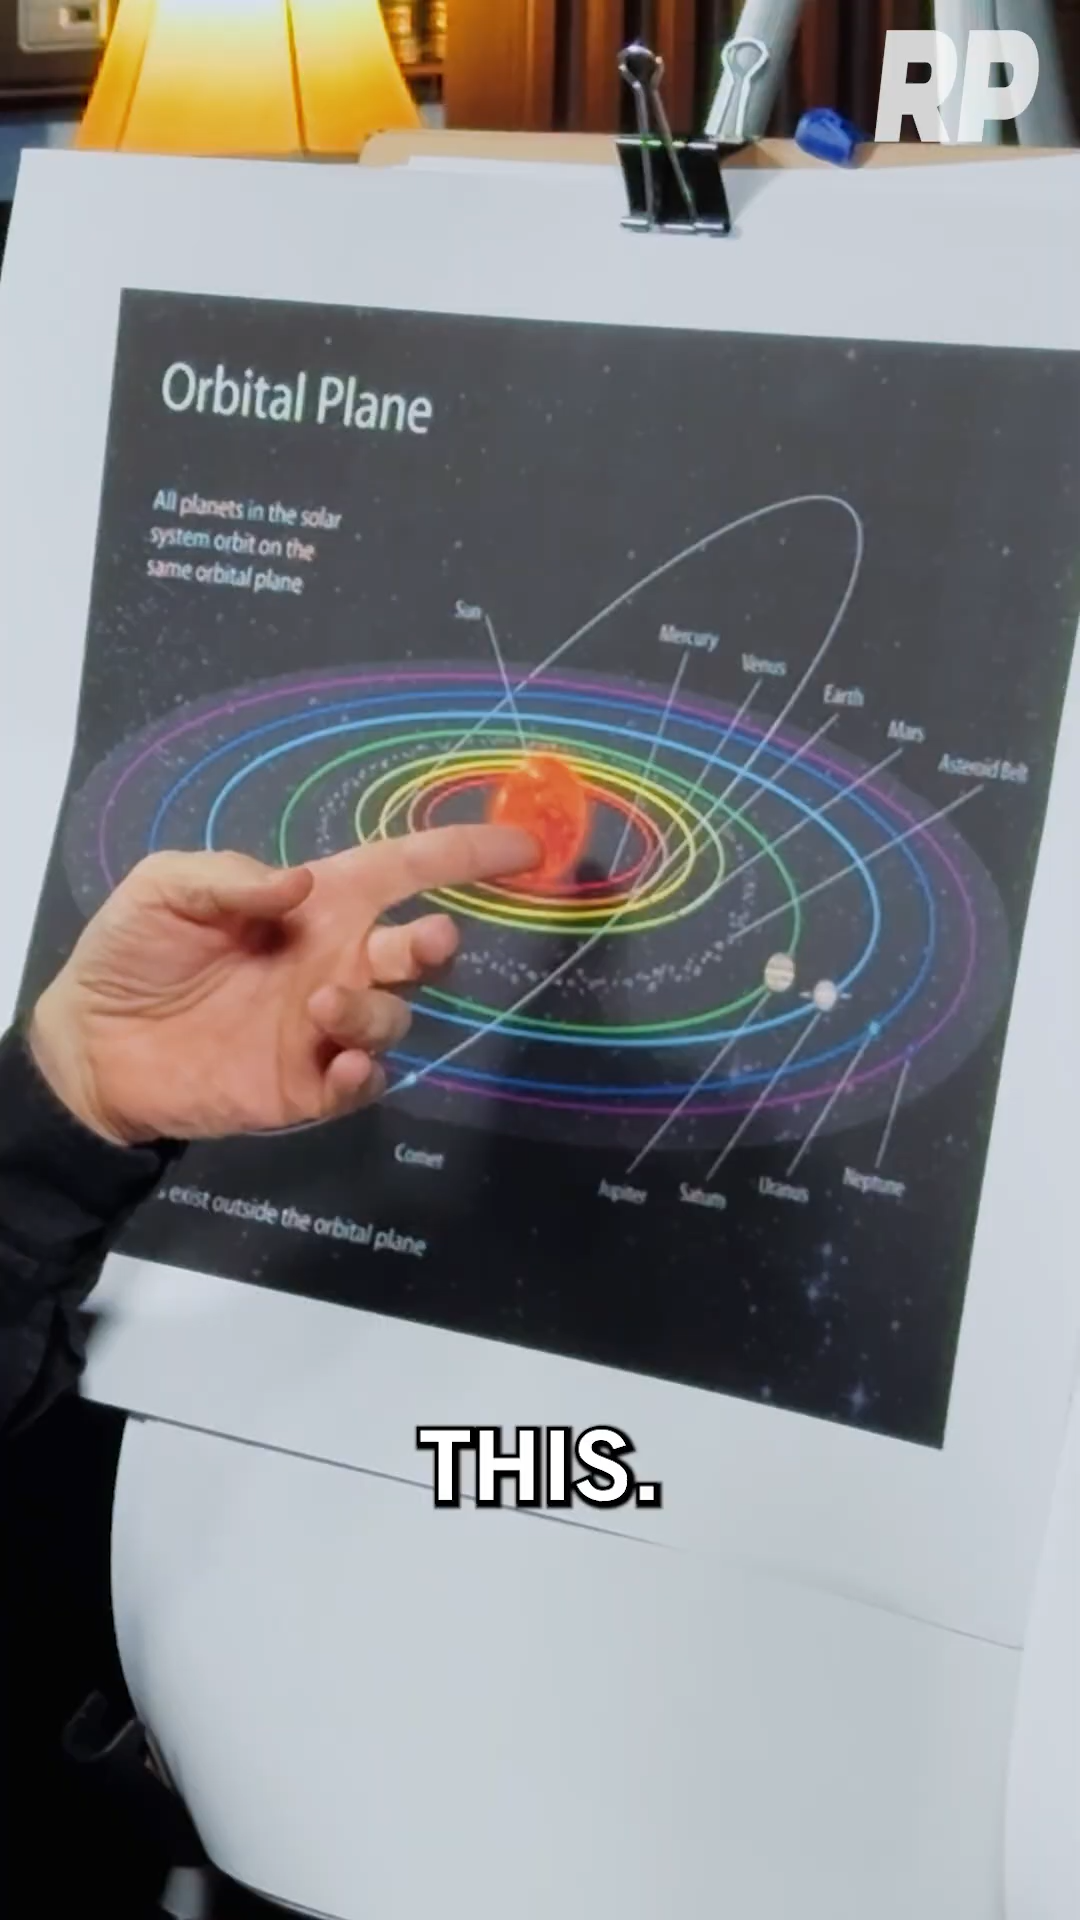 RP
Orbital Plane
All planets in the solar
system orbit on the
same orbital plane
Sun
Mercury
Venus
Earth
Mars
Asteroid Belt
Comet
Jupiter
Saturn
Uranus
Neptune
exist outside the orbital plane
THIS.